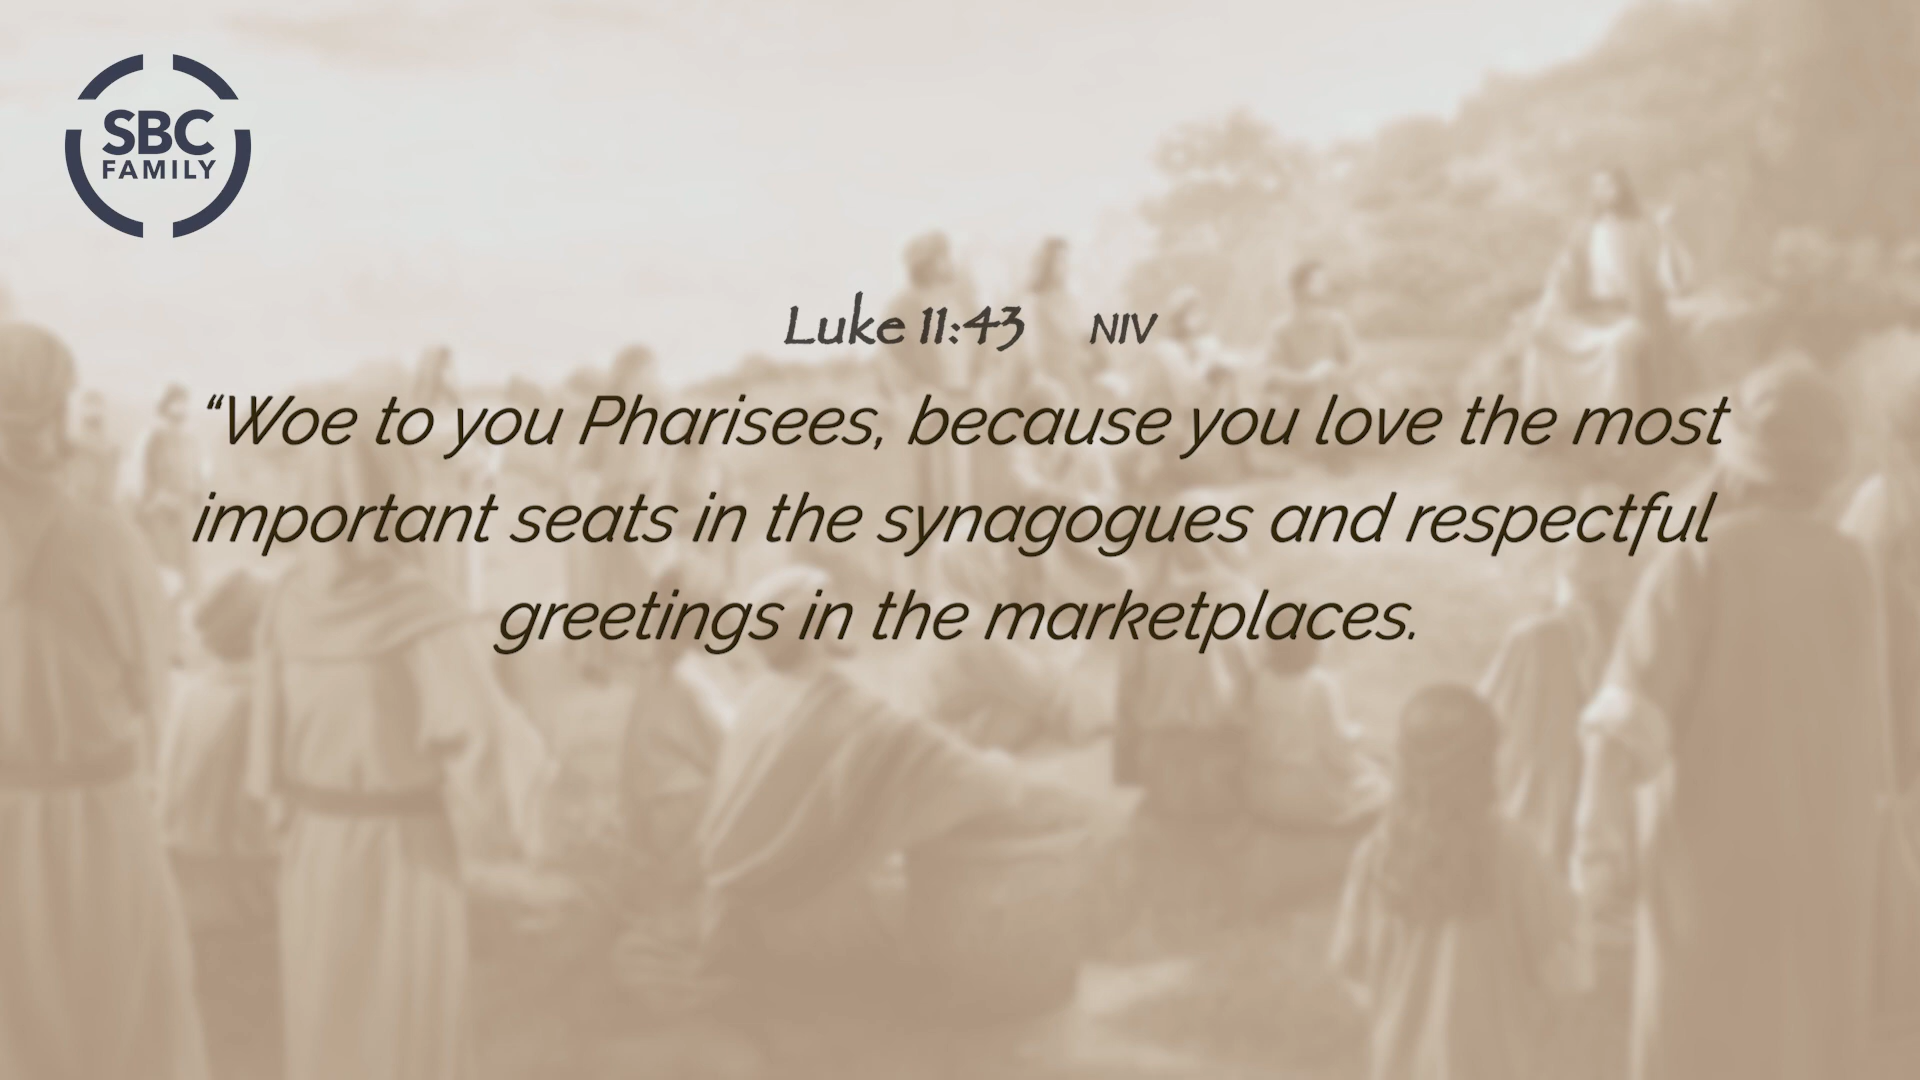 SBC
FAMILY
Luke 11:43 NIV
“Woe to you Pharisees, because you love the most
important seats in the synagogues and respectful
greetings in the marketplaces.